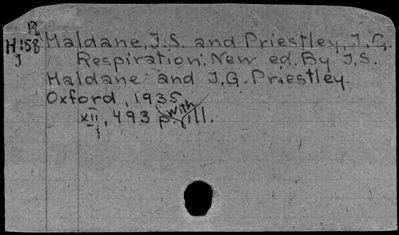 R
H158 Haldane, J.S. and Priestley, J.G.
J Respiration. New ed. By J.S.
Haldane and J.G. Priestley.
Oxford, 1935.
xii, 493 p. with ill.